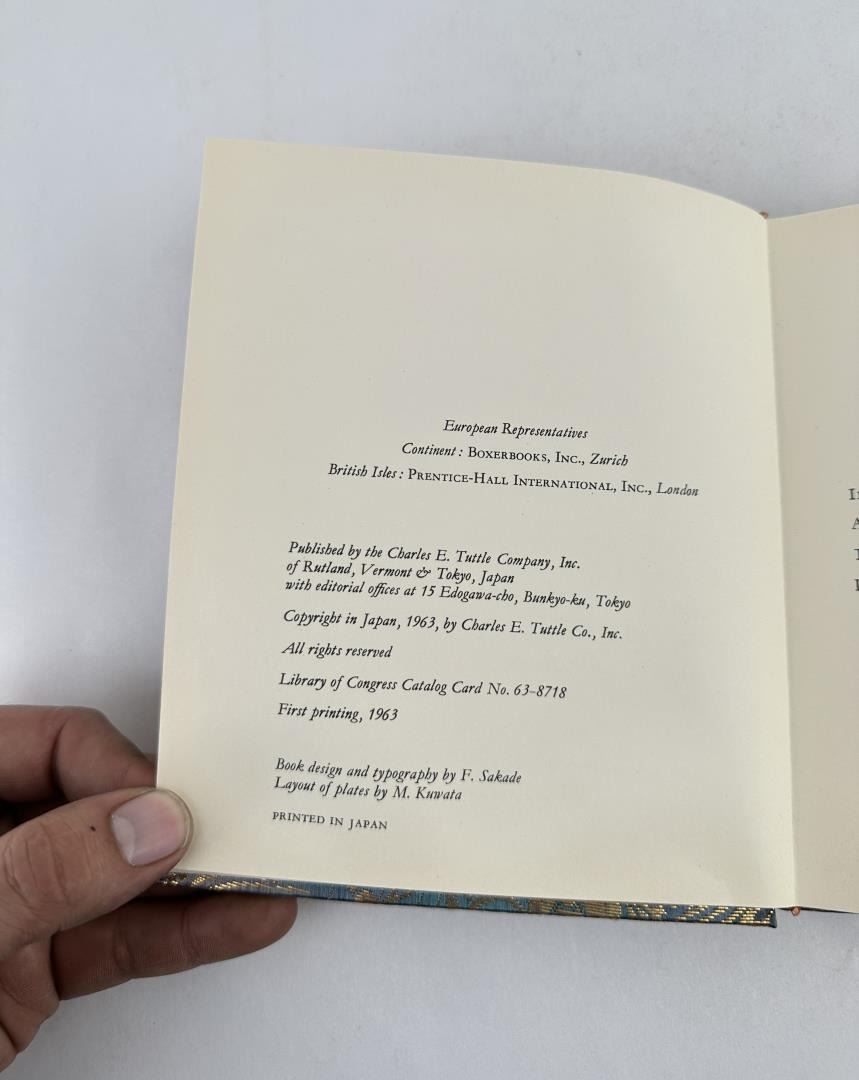 European Representatives
Continent : BOXERBOOKS, INC., Zurich
British Isles : PRENTICE-HALL INTERNATIONAL, INC., London
Published by the Charles E. Tuttle Company, Inc.
of Rutland, Vermont & Tokyo, Japan
with editorial offices at 15 Edogawa-cho, Bunkyo-ku, Tokyo
Copyright in Japan, 1963, by Charles E. Tuttle Co., Inc.
All rights reserved
Library of Congress Catalog Card No. 63-8718
First printing, 1963
Book design and typography by F. Sakade
Layout of plates by M. Kuwata
PRINTED IN JAPAN